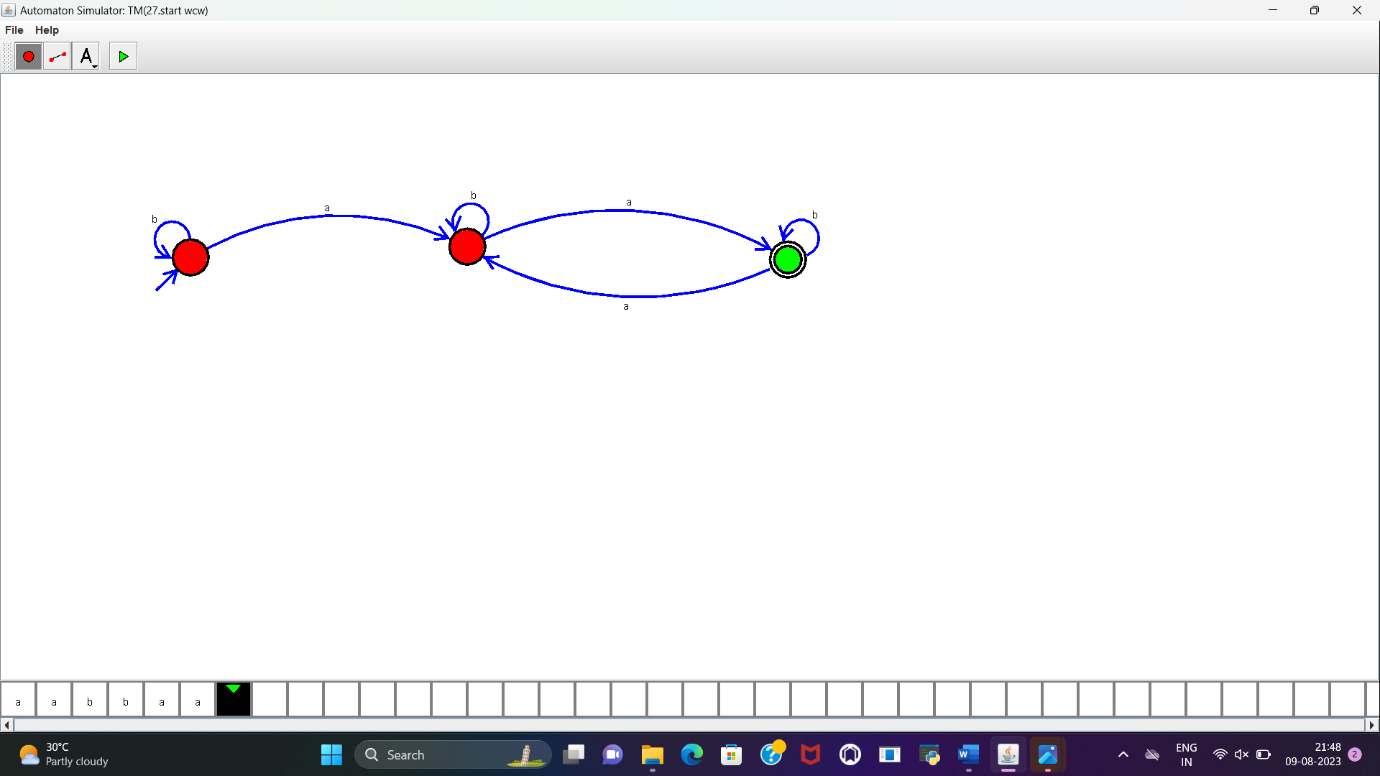 Automaton Simulator: TM(27.start wcw)
File Help
A
b a b a b
a
a a b b a a
30°C
Partly cloudy
Search
ENG
IN
21:48
09-08-2023
2